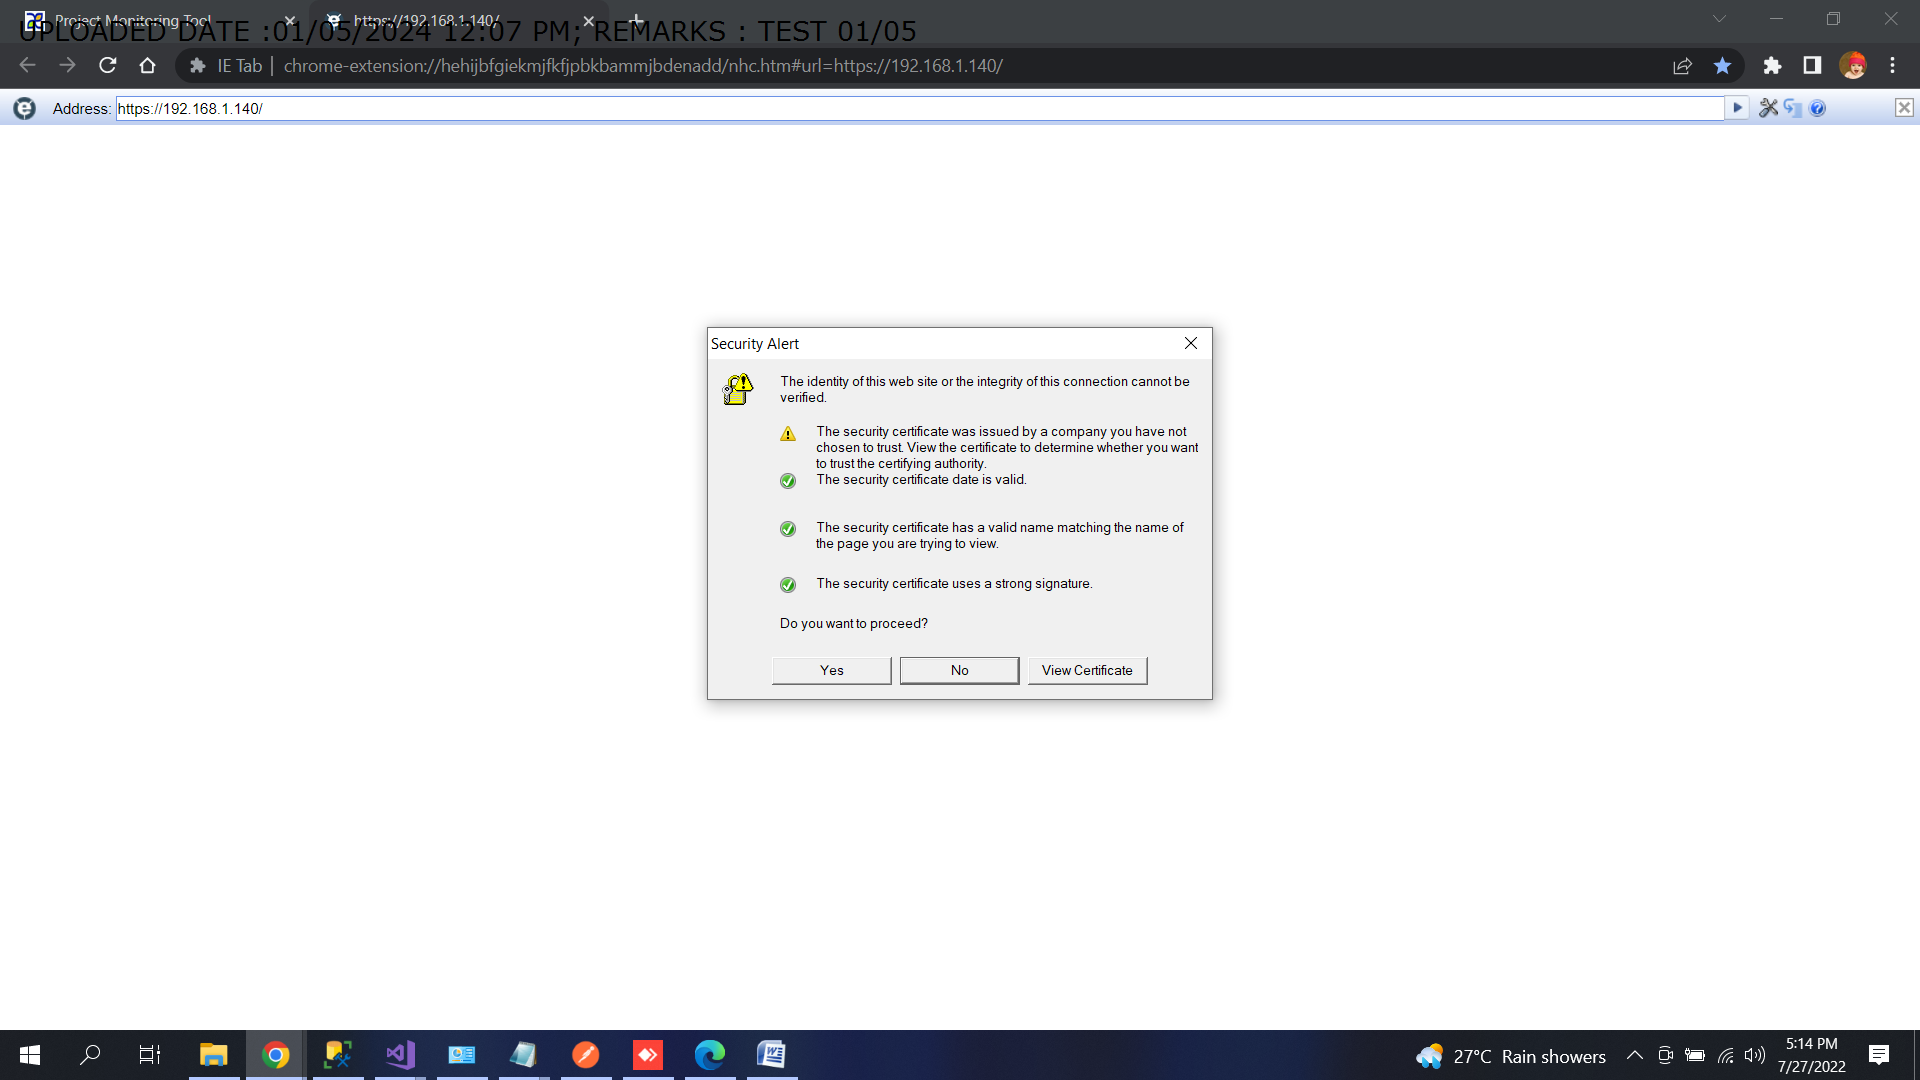 Project Monitoring Tool
https://192.168.1.140/
UPLOADED DATE :01/05/2024 12:07 PM; REMARKS : TEST 01/05
IE Tab | chrome-extension://hehijbfgiekmjfkfjpbkbammjbdenadd/nhc.htm#url=https://192.168.1.140/
Address: https://192.168.1.140/
Security Alert
The identity of this web site or the integrity of this connection cannot be
verified.
The security certificate was issued by a company you have not
chosen to trust. View the certificate to determine whether you want
to trust the certifying authority.
The security certificate date is valid.
The security certificate has a valid name matching the name of
the page you are trying to view.
The security certificate uses a strong signature.
Do you want to proceed?
Yes No View Certificate
27°C Rain showers
5:14 PM
7/27/2022